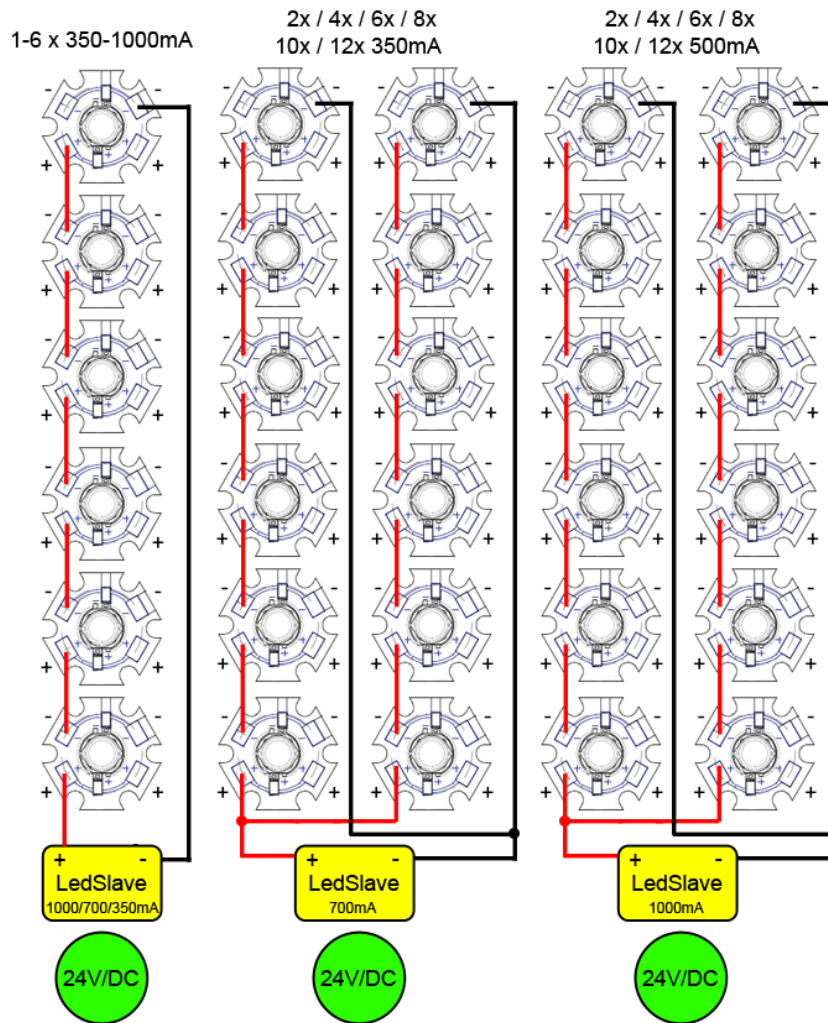 1-6 x 350-1000mA
2x / 4x / 6x / 8x
10x / 12x 350mA
2x / 4x / 6x / 8x
10x / 12x 500mA
+ -
LedSlave
1000/700/350mA
+ -
LedSlave
700mA
+ -
LedSlave
1000mA
24V/DC
24V/DC
24V/DC